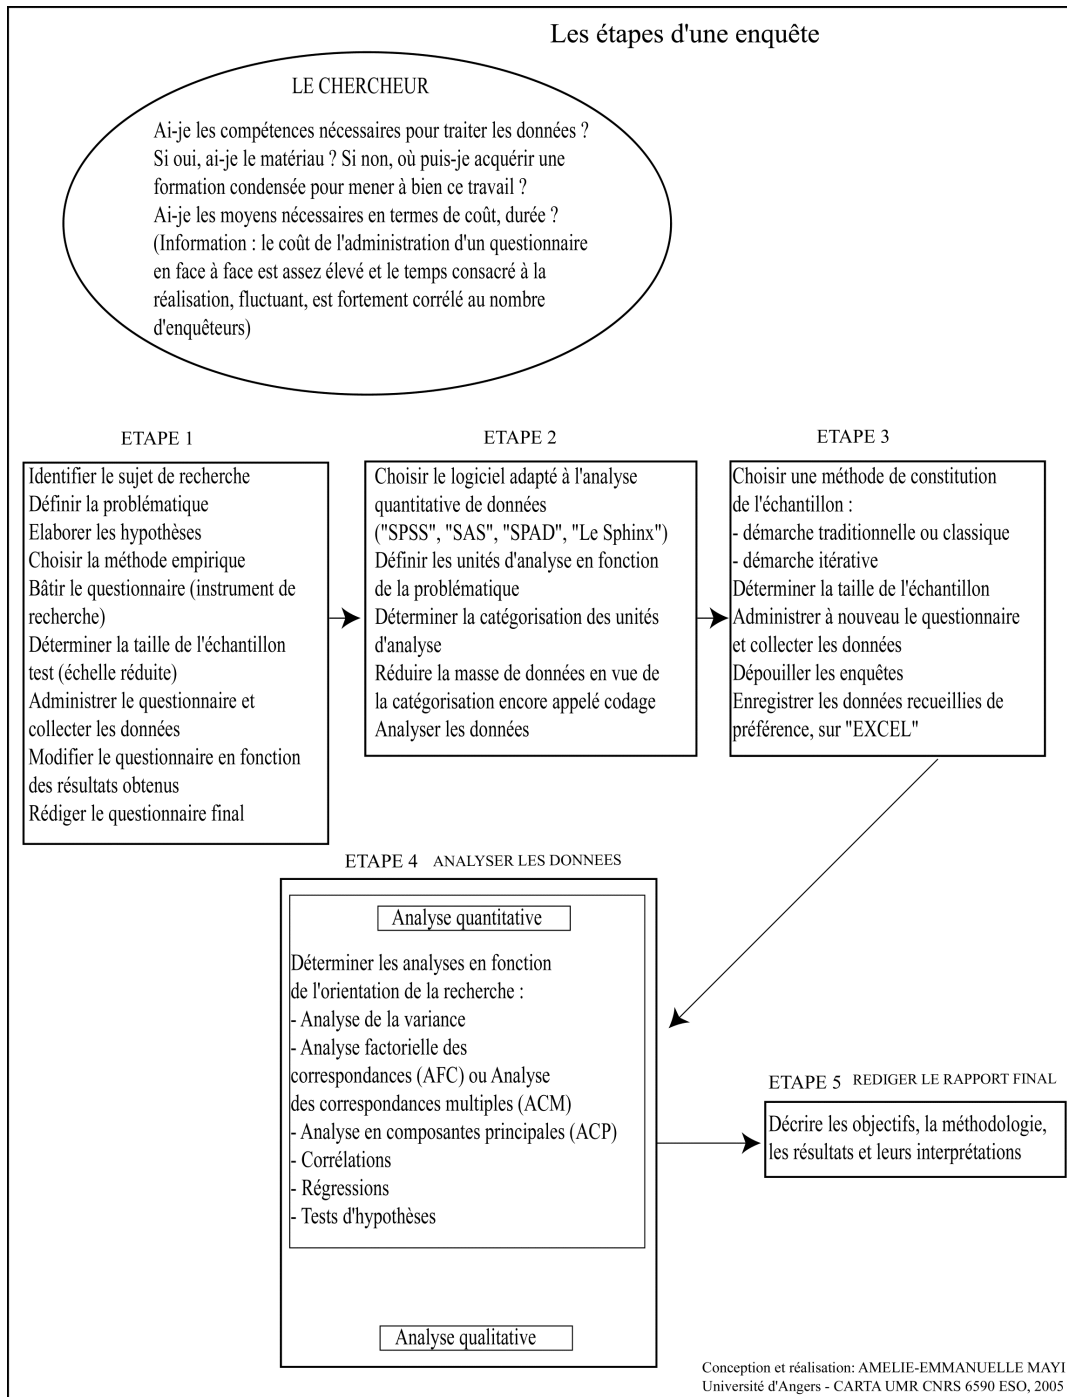 Les étapes d'une enquête
LE CHERCHEUR
Ai-je les compétences nécessaires pour traiter les données ?
Si oui, ai-je le matériau ? Si non, où puis-je acquérir une
formation condensée pour mener à bien ce travail ?
Ai-je les moyens nécessaires en termes de coût, durée ?
(Information : le coût de l'administration d'un questionnaire
en face à face est assez élevé et le temps consacré à la
réalisation, fluctuant, est fortement corrélé au nombre
d'enquêteurs)
ETAPE 1
Identifier le sujet de recherche
Définir la problématique
Elaborer les hypothèses
Choisir la méthode empirique
Bâtir le questionnaire (instrument de
recherche)
Déterminer la taille de l'échantillon
test (échelle réduite)
Administrer le questionnaire et
collecter les données
Modifier le questionnaire en fonction
des résultats obtenus
Rédiger le questionnaire final
ETAPE 2
Choisir le logiciel adapté à l'analyse
quantitative de données
("SPSS", "SAS", "SPAD", "Le Sphinx")
Définir les unités d'analyse en fonction
de la problématique
Déterminer la catégorisation des unités
d'analyse
Réduire la masse de données en vue de
la catégorisation encore appelé codage
Analyser les données
ETAPE 3
Choisir une méthode de constitution
de l'échantillon :
- démarche traditionnelle ou classique
- démarche itérative
Déterminer la taille de l'échantillon
Administrer à nouveau le questionnaire
et collecter les données
Dépouiller les enquêtes
Enregistrer les données recueillies de
préférence, sur "EXCEL"
ETAPE 4 ANALYSER LES DONNEES
Analyse quantitative
Déterminer les analyses en fonction
de l'orientation de la recherche :
- Analyse de la variance
- Analyse factorielle des
correspondances (AFC) ou Analyse
des correspondances multiples (ACM)
- Analyse en composantes principales (ACP)
- Corrélations
- Régressions
- Tests d'hypothèses
Analyse qualitative
ETAPE 5 REDIGER LE RAPPORT FINAL
Décrire les objectifs, la méthodologie,
les résultats et leurs interprétations
Conception et réalisation: AMELIE-EMMANUELLE MAYI
Université d'Angers - CARTA UMR CNRS 6590 ESO, 2005